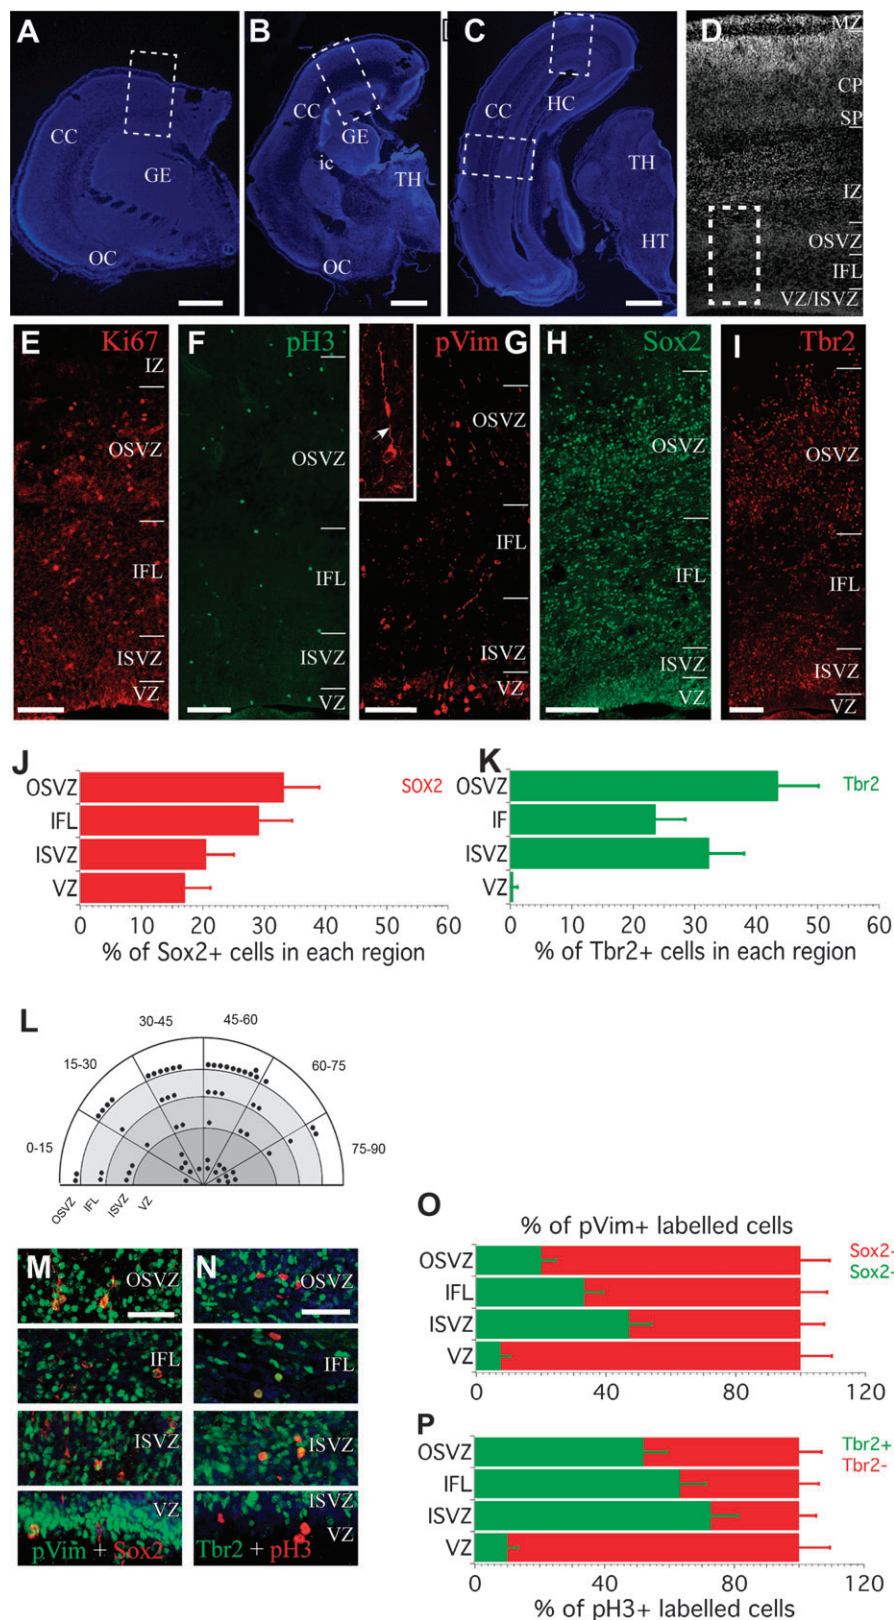 A
CC
GE
OC
B
CC
GE
ic
TH
OC
C
CC
HC
TH
HT
D
MZ
CP
SP
IZ
OSVZ
IFL
VZ/ISVZ
E
Ki67
IZ
OSVZ
IFL
ISVZ
VZ
F
pH3
OSVZ
IFL
ISVZ
VZ
pVim
G
OSVZ
IFL
ISVZ
VZ
H
Sox2
OSVZ
IFL
ISVZ
VZ
I
Tbr2
OSVZ
IFL
ISVZ
VZ
J
SOX2
OSVZ
IFL
ISVZ
VZ
0 10 20 30 40 50 60
% of Sox2+ cells in each region
K
Tbr2
OSVZ
IF
ISVZ
VZ
0 10 20 30 40 50 60
% of Tbr2+ cells in each region
L
0-15
15-30
30-45
45-60
60-75
75-90
OSVZ
IFL
ISVZ
VZ
M
OSVZ
IFL
ISVZ
VZ
pVim + Sox2
N
OSVZ
IFL
ISVZ
ISVZ
VZ
Tbr2 + pH3
O
% of pVim+ labelled cells
Sox2-
Sox2-
OSVZ
IFL
ISVZ
VZ
0 40 80 120
P
Tbr2+
Tbr2-
OSVZ
IFL
ISVZ
VZ
0 40 80 120
% of pH3+ labelled cells